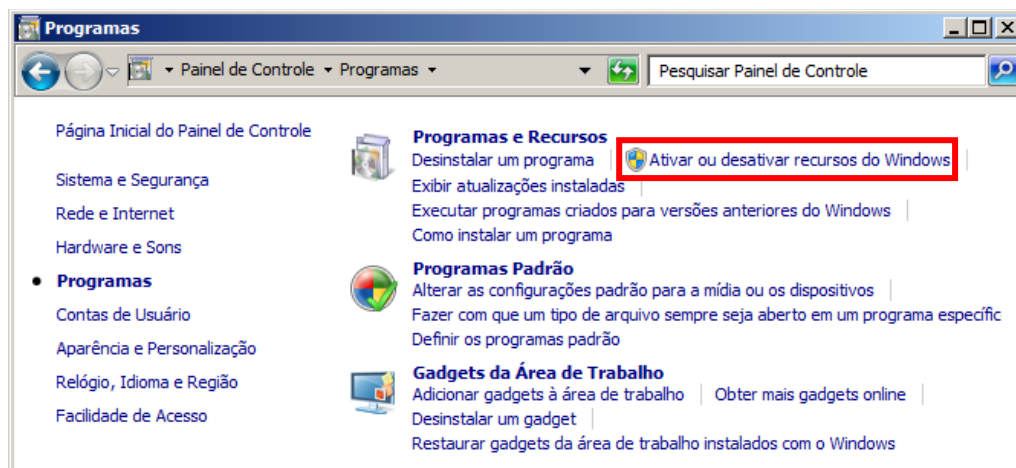 Programas
Painel de Controle Programas
Pesquisar Painel de Controle
Página Inicial do Painel de Controle
Sistema e Segurança
Rede e Internet
Hardware e Sons
Programas
Contas de Usuário
Aparência e Personalização
Relógio, Idioma e Região
Facilidade de Acesso
Programas e Recursos
Desinstalar um programa
Ativar ou desativar recursos do Windows
Exibir atualizações instaladas
Executar programas criados para versões anteriores do Windows
Como instalar um programa
Programas Padrão
Alterar as configurações padrão para a mídia ou os dispositivos
Fazer com que um tipo de arquivo sempre seja aberto em um programa específic
Definir os programas padrão
Gadgets da Área de Trabalho
Adicionar gadgets à área de trabalho
Obter mais gadgets online
Desinstalar um gadget
Restaurar gadgets da área de trabalho instalados com o Windows